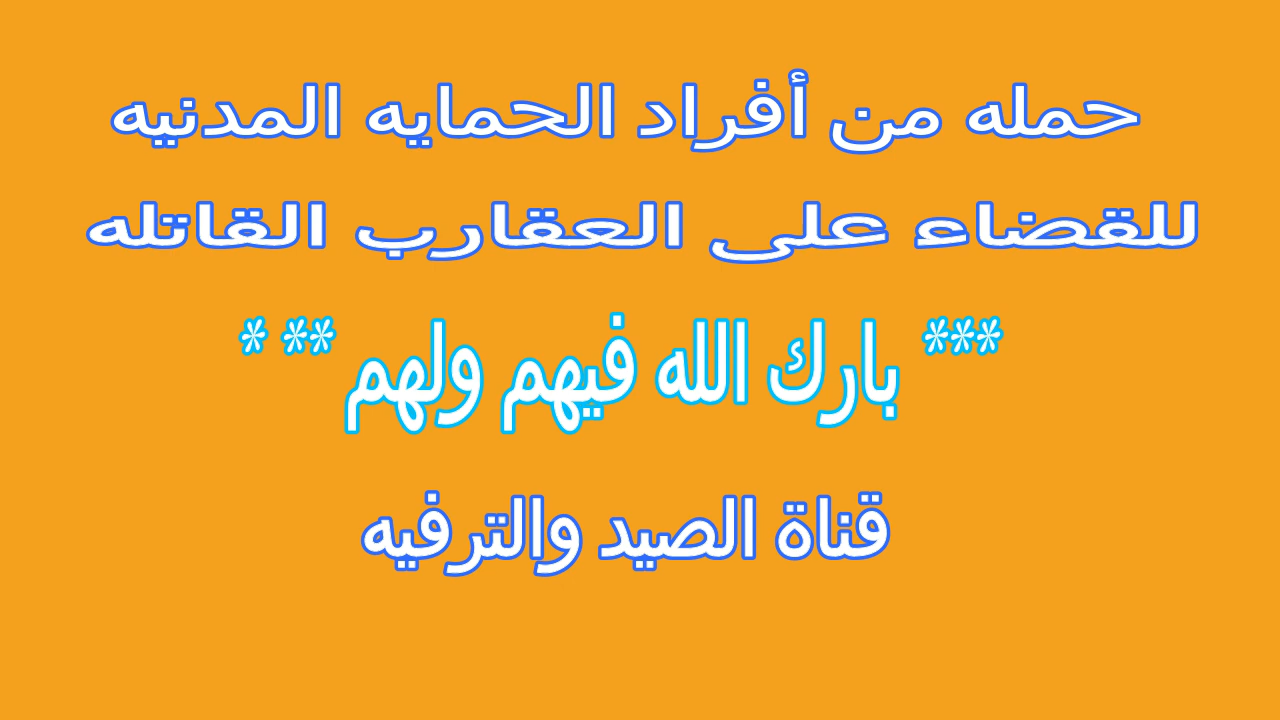 حمله من أفراد الحمايه المدنيه
للقضاء على العقارب القاتله
*** بارك الله فيهم ولهم ** *
قناة الصيد والترفيه